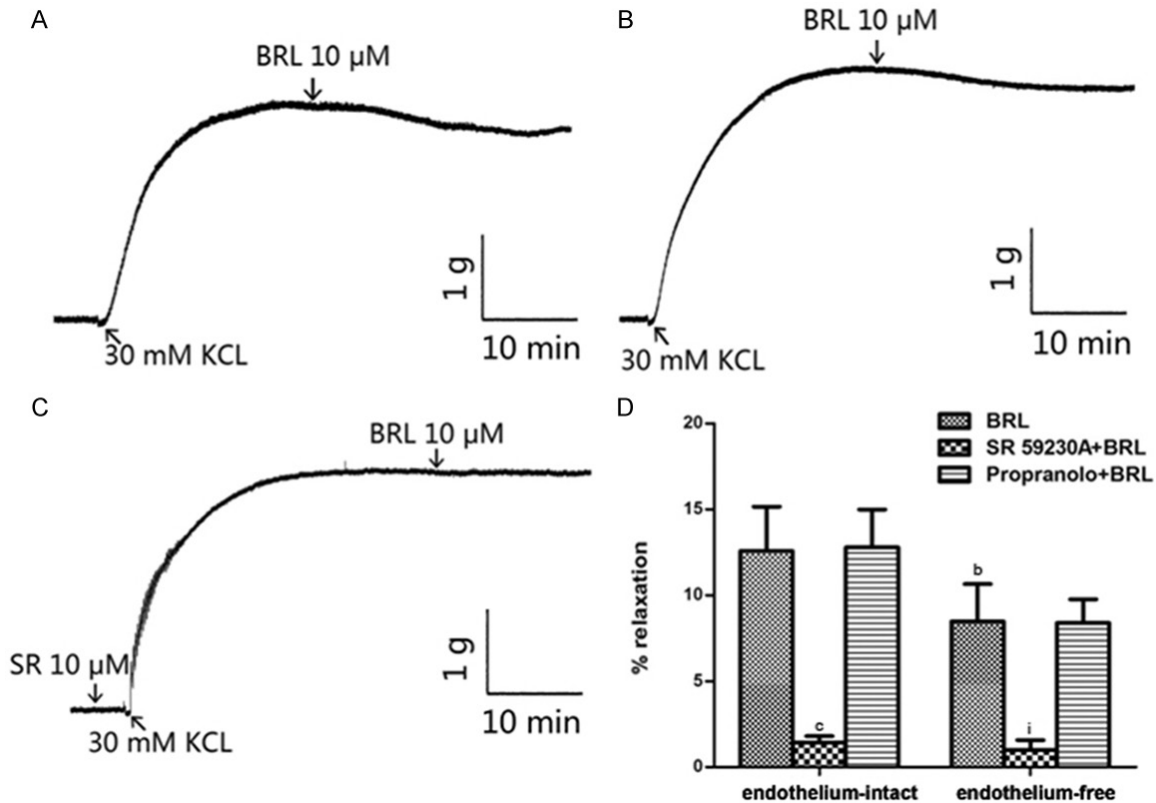 A
BRL 10 µM
30 mM KCL
1 g
10 min
B
BRL 10 µM
30 mM KCL
1 g
10 min
C
BRL 10 µM
SR 10 µM
30 mM KCL
1 g
10 min
D
BRL
SR 59230A+BRL
Propranolo+BRL
% relaxation
20
15
10
5
0
c
b
i
endothelium-intact
endothelium-free